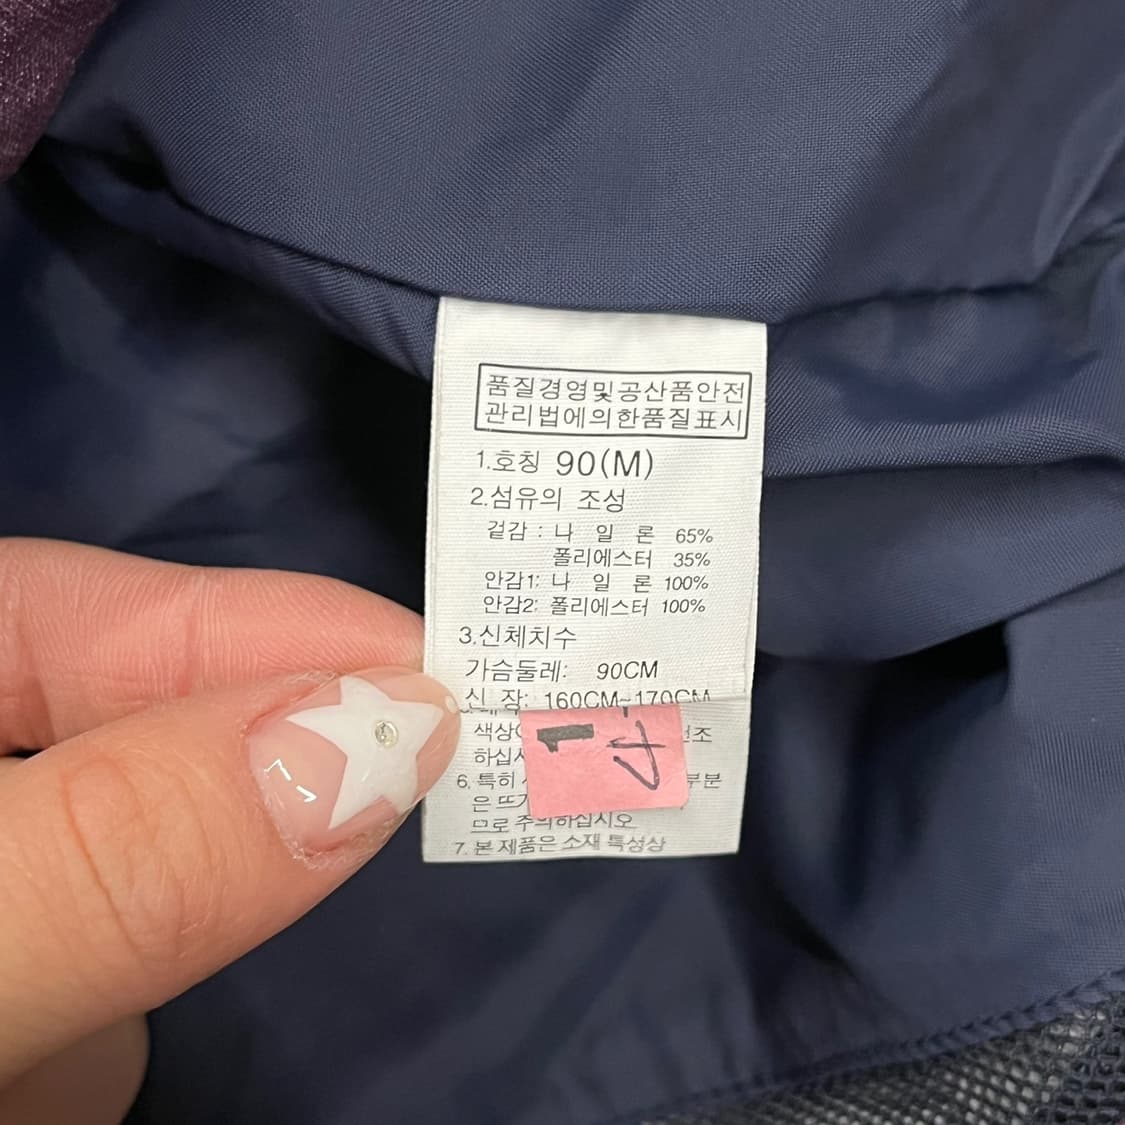 품질경영및공산품안전
관리법에의한품질표시
1.호칭 90(M)
2.섬유의 조성
겉감 : 나 일 론 65%
폴리에스터 35%
안감1: 나 일 론 100%
안감2: 폴리에스터 100%
3.신체치수
가슴둘레: 90CM
신 장: 160CM~170CM
색상
하십시
6. 특히 부분
은 뜨
므로 주의하십시오
7. 본 제품은 소재 특성상